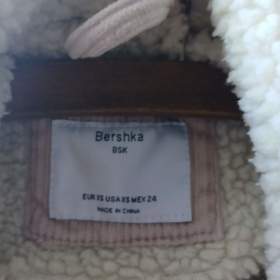 Bershka
BSK
EUR XS USA XS MEX 24
MADE IN CHINA